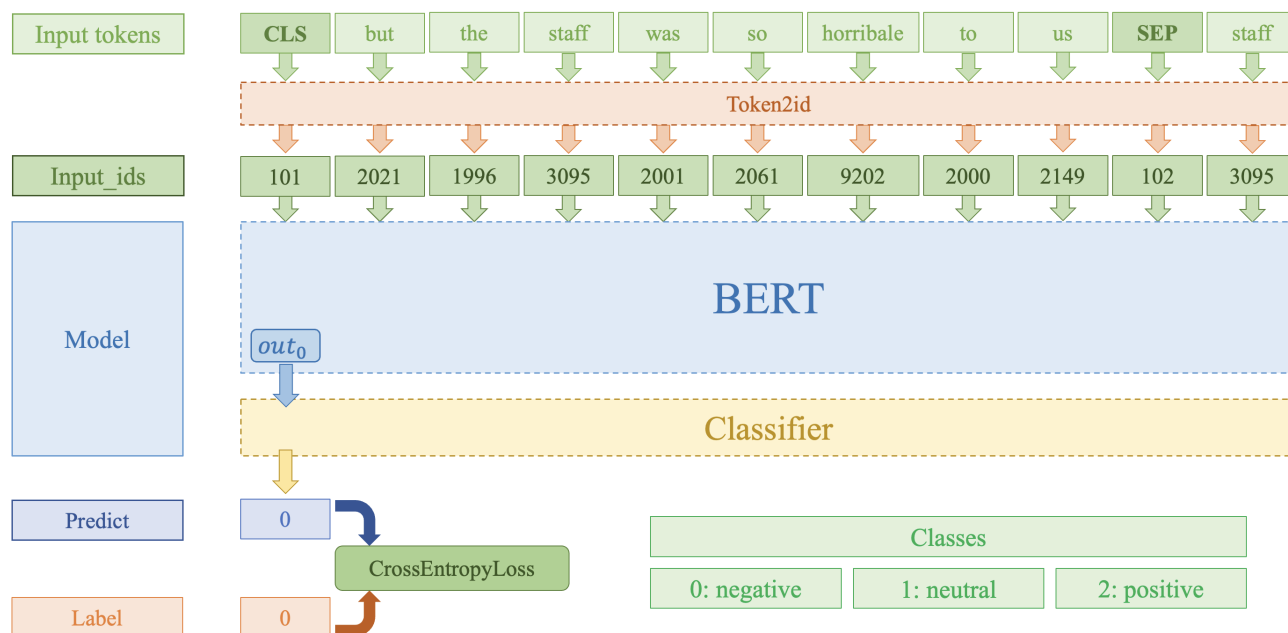 Input tokens CLS but the staff was so horribale to us SEP staff
Token2id
Input_ids 101 2021 1996 3095 2001 2061 9202 2000 2149 102 3095
Model
BERT
out₀
Classifier
Predict 0
CrossEntropyLoss
Label 0
Classes
0: negative 1: neutral 2: positive